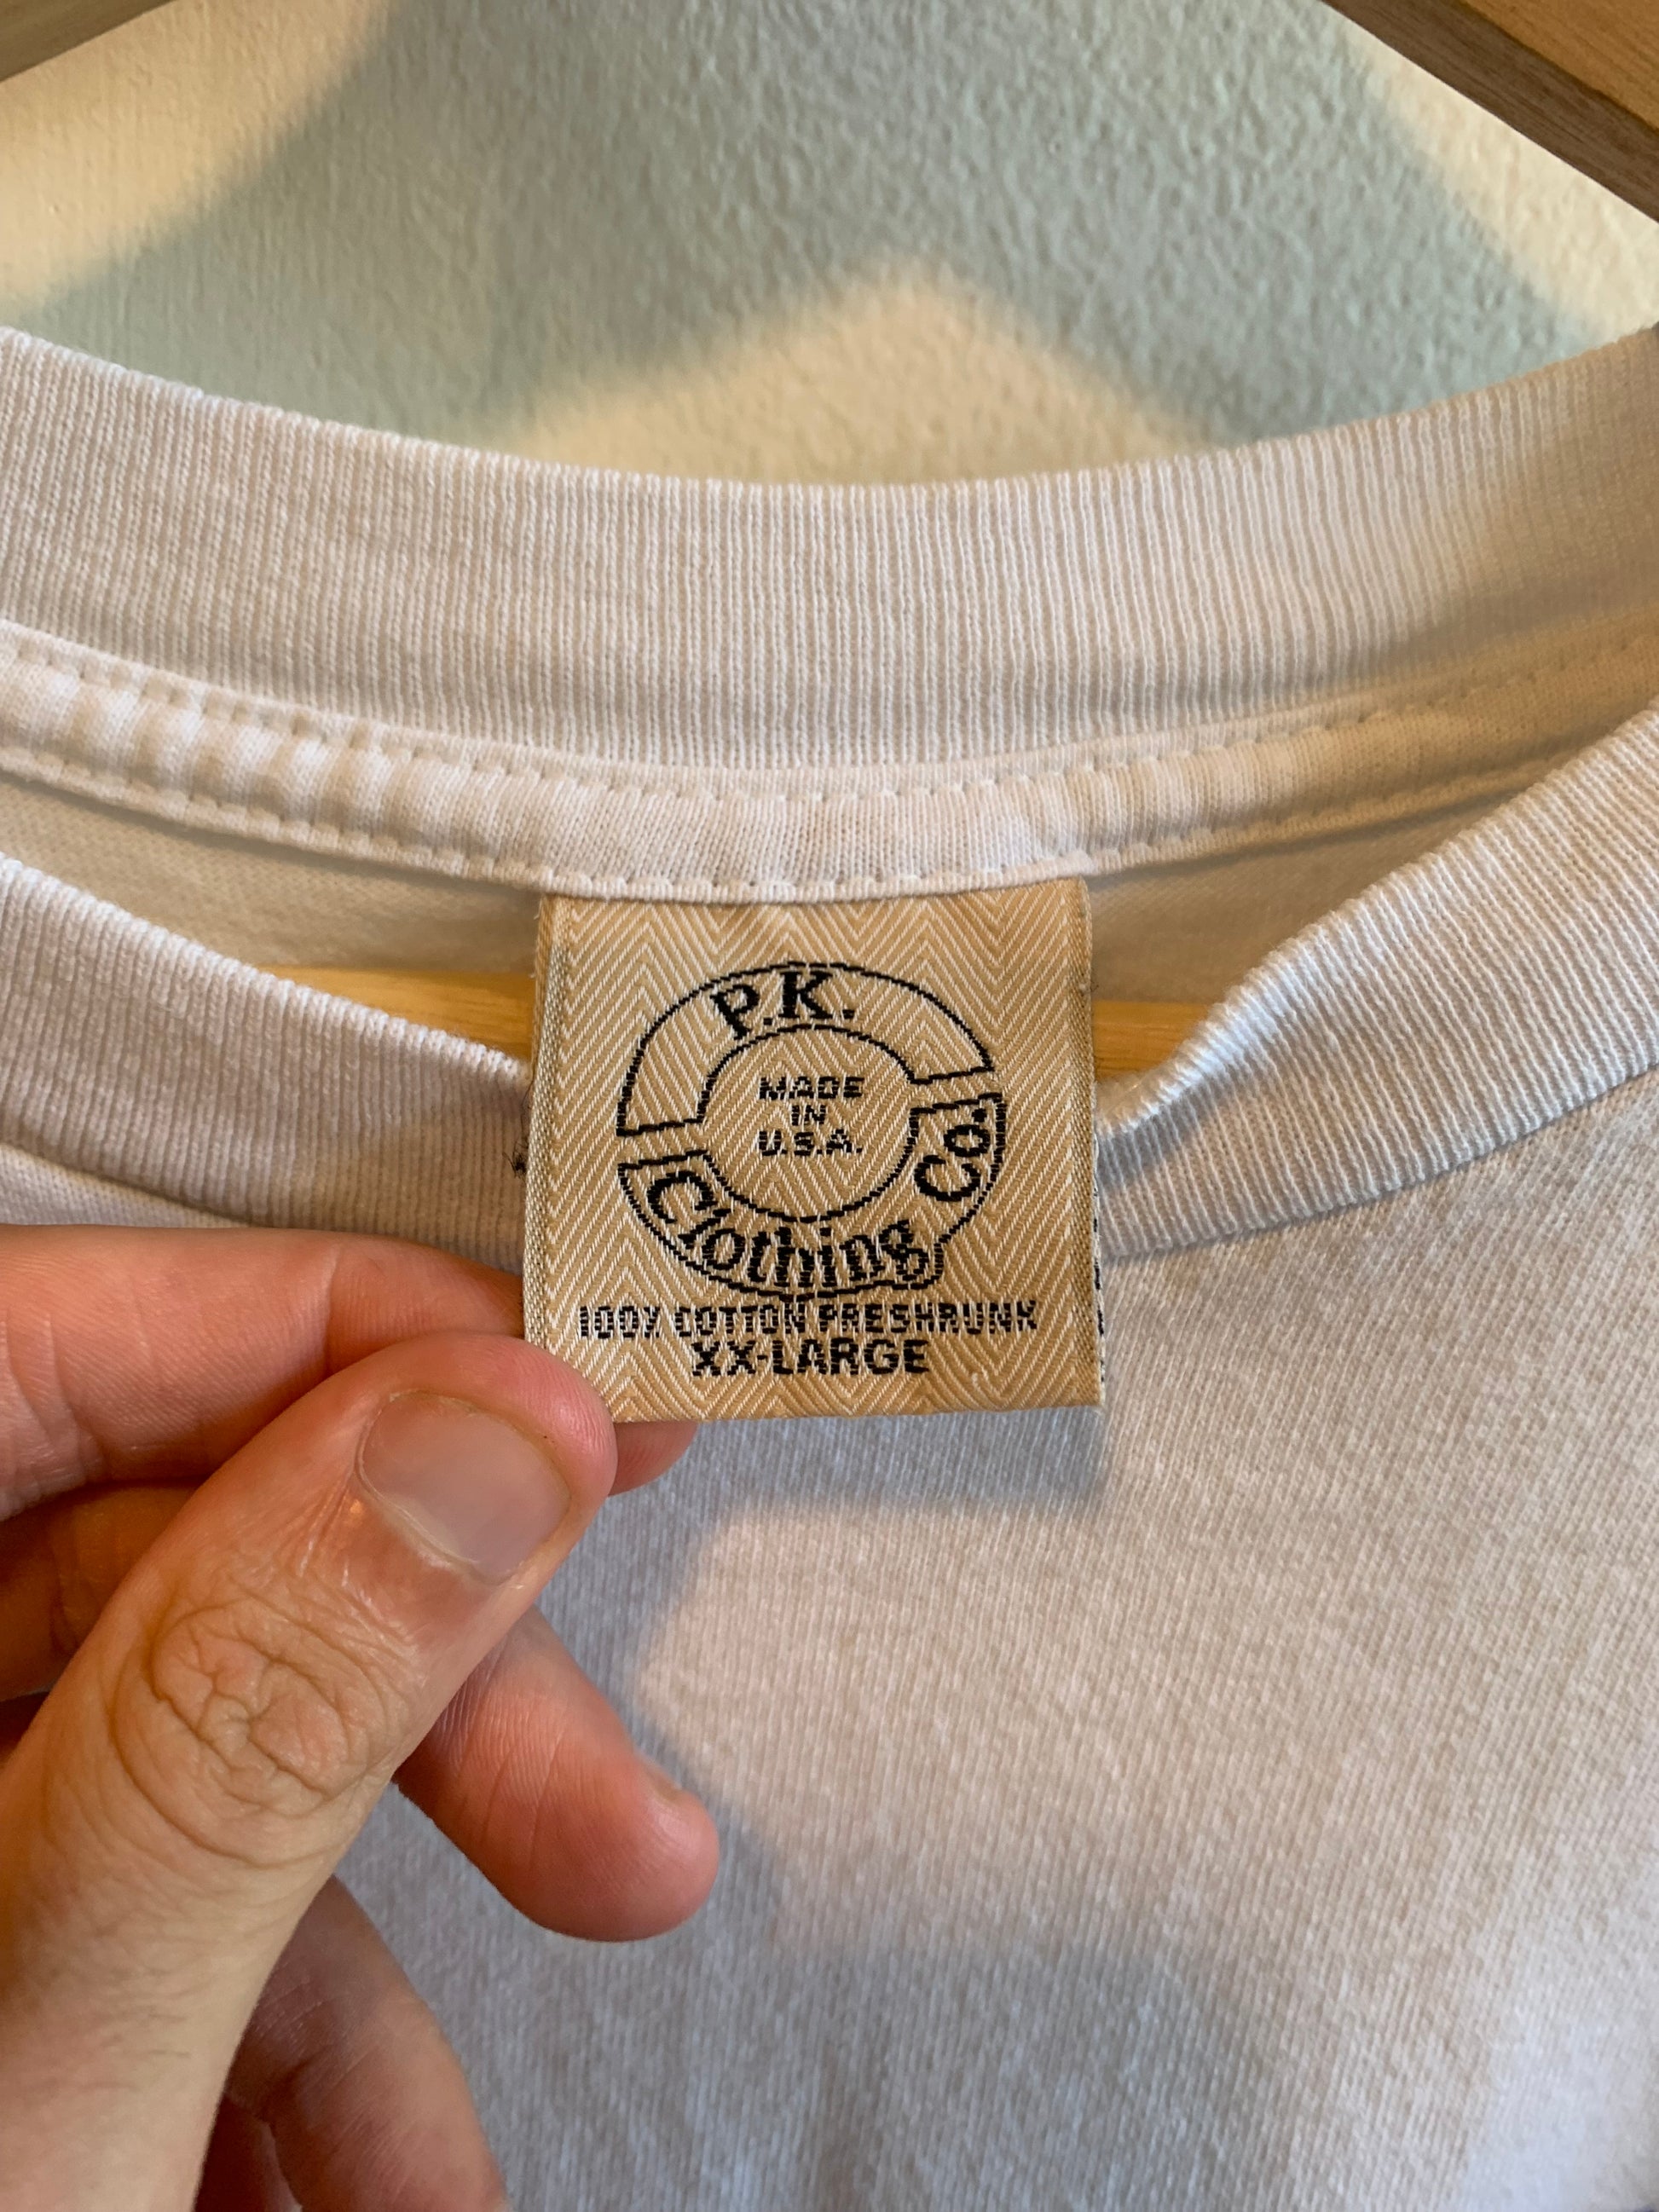 P.K.
MADE
IN
U.S.A.
Clothing Co.
100% COTTON PRESHRUNK
XX-LARGE